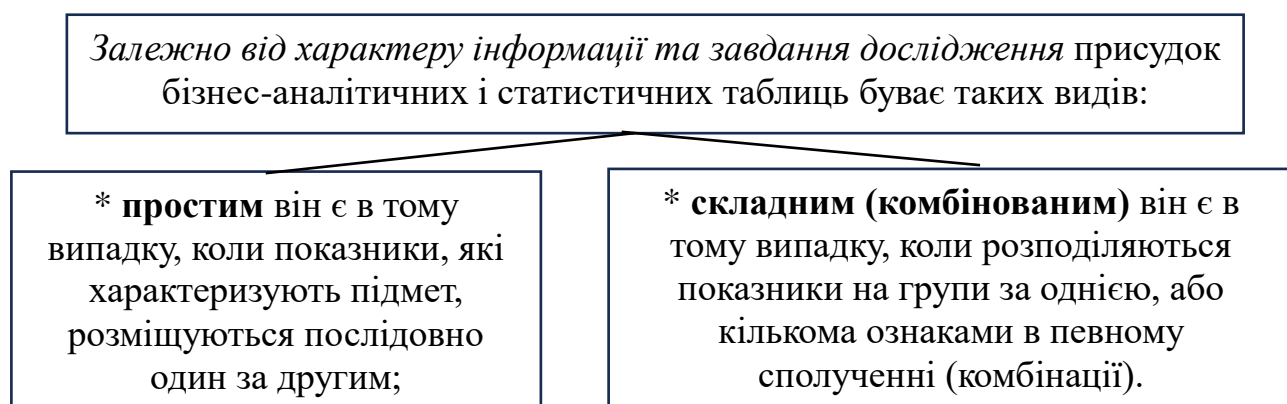 Залежно від характеру інформації та завдання дослідження присудок
бізнес-аналітичних і статистичних таблиць буває таких видів:
* простим він є в тому
випадку, коли показники, які
характеризують підмет,
розміщуються послідовно
один за другим;
* складним (комбінованим) він є в
тому випадку, коли розподіляються
показники на групи за однією, або
кількома ознаками в певному
сполученні (комбінації).